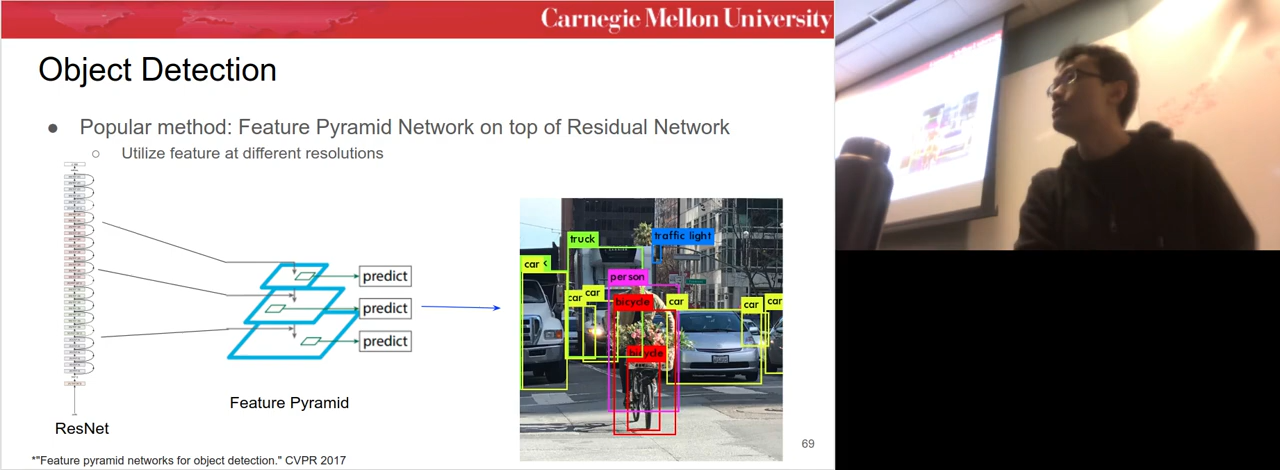 Carnegie Mellon University
Object Detection
● Popular method: Feature Pyramid Network on top of Residual Network
○ Utilize feature at different resolutions
predict
predict
predict
Feature Pyramid
ResNet
truck
traffic light
car
person
car
car
bicycle
car
car
car
bicycle
69
*"Feature pyramid networks for object detection." CVPR 2017